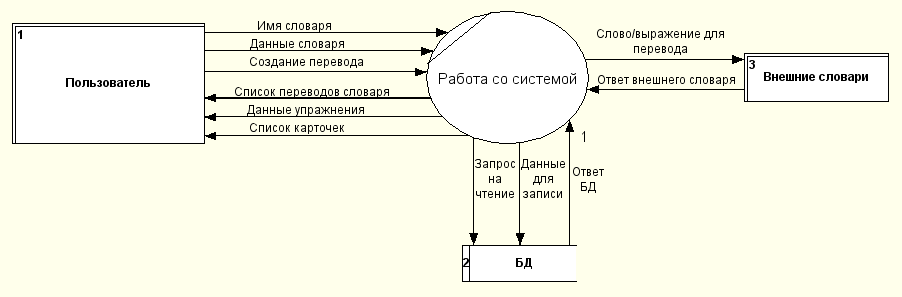 1
Пользователь
Имя словаря
Данные словаря
Создание перевода
Список переводов словаря
Данные упражнения
Список карточек
Работа со системой
1
Слово/выражение для
перевода
Ответ внешнего словаря
3
Внешние словари
Запрос
на
чтение
Данные
для
записи
Ответ
БД
2
БД